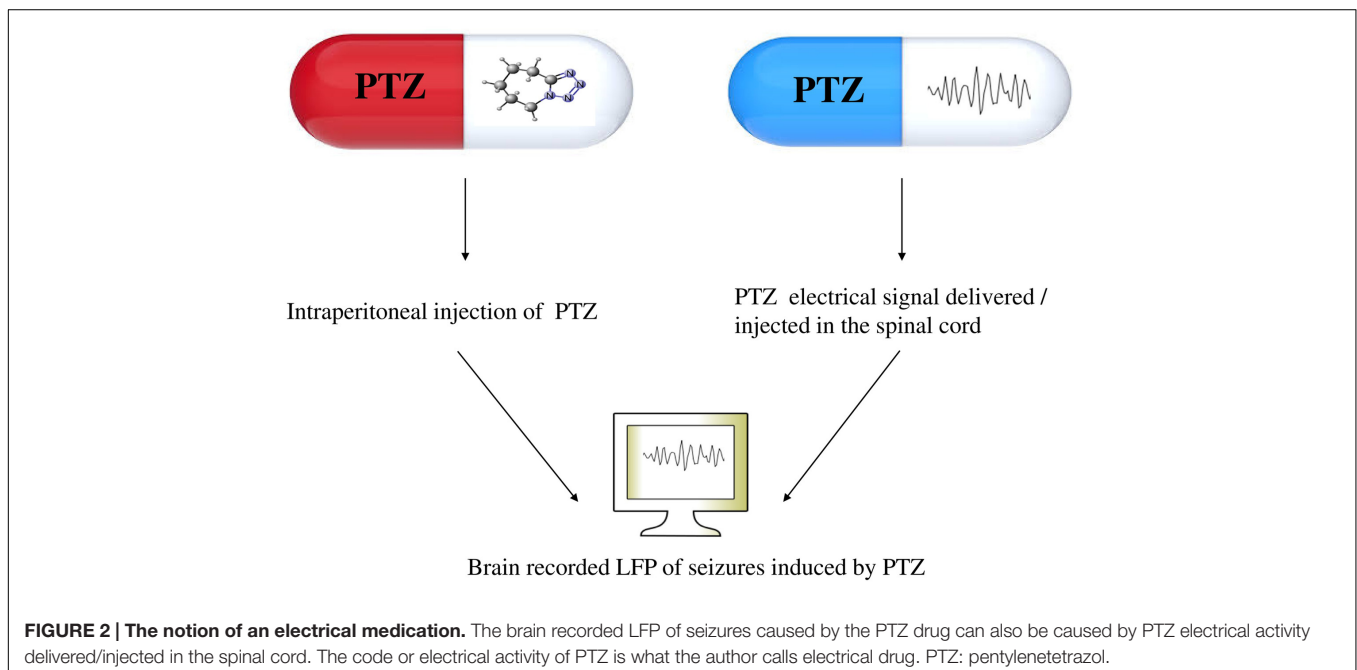 PTZ
PTZ
Intraperitoneal injection of PTZ
PTZ electrical signal delivered /
injected in the spinal cord
Brain recorded LFP of seizures induced by PTZ
FIGURE 2 | The notion of an electrical medication. The brain recorded LFP of seizures caused by the PTZ drug can also be caused by PTZ electrical activity
delivered/injected in the spinal cord. The code or electrical activity of PTZ is what the author calls electrical drug. PTZ: pentylenetetrazol.